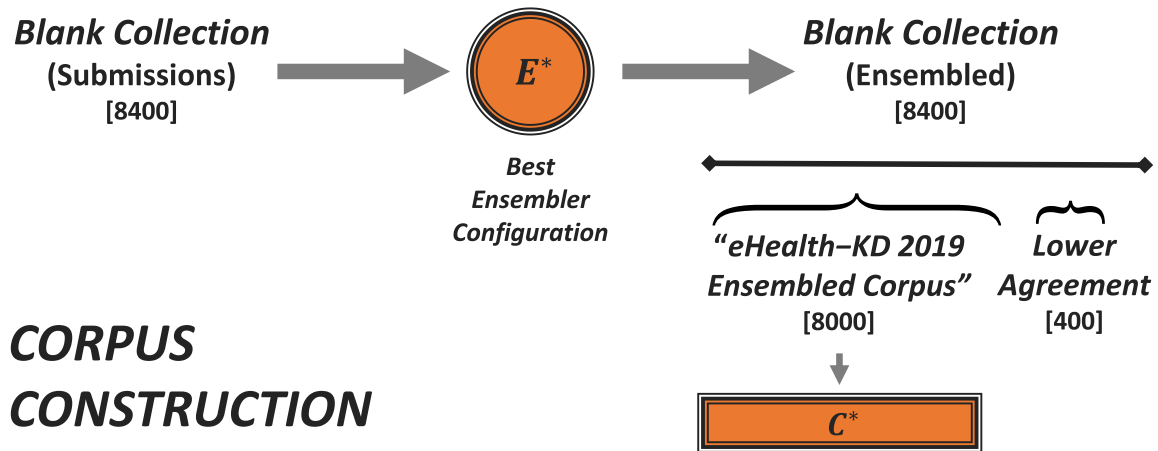 Blank Collection
(Submissions)
[8400]
E*
Best
Ensembler
Configuration
Blank Collection
(Ensembled)
[8400]
“eHealth–KD 2019
Ensembled Corpus”
[8000]
Lower
Agreement
[400]
C*
CORPUS
CONSTRUCTION